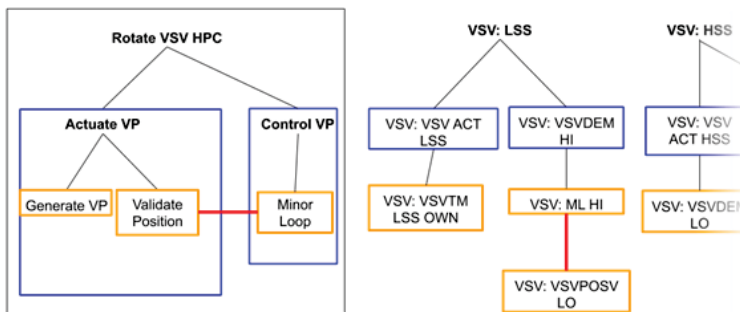 Rotate VSV HPC
Actuate VP
Control VP
Generate VP
Validate
Position
Minor
Loop
VSV: LSS
VSV: VSV ACT
LSS
VSV: VSVDEM
HI
VSV: VSVTM
LSS OWN
VSV: ML HI
VSV: VSVPOSV
LO
VSV: HSS
VSV: VSV
ACT HSS
VSV:
LO